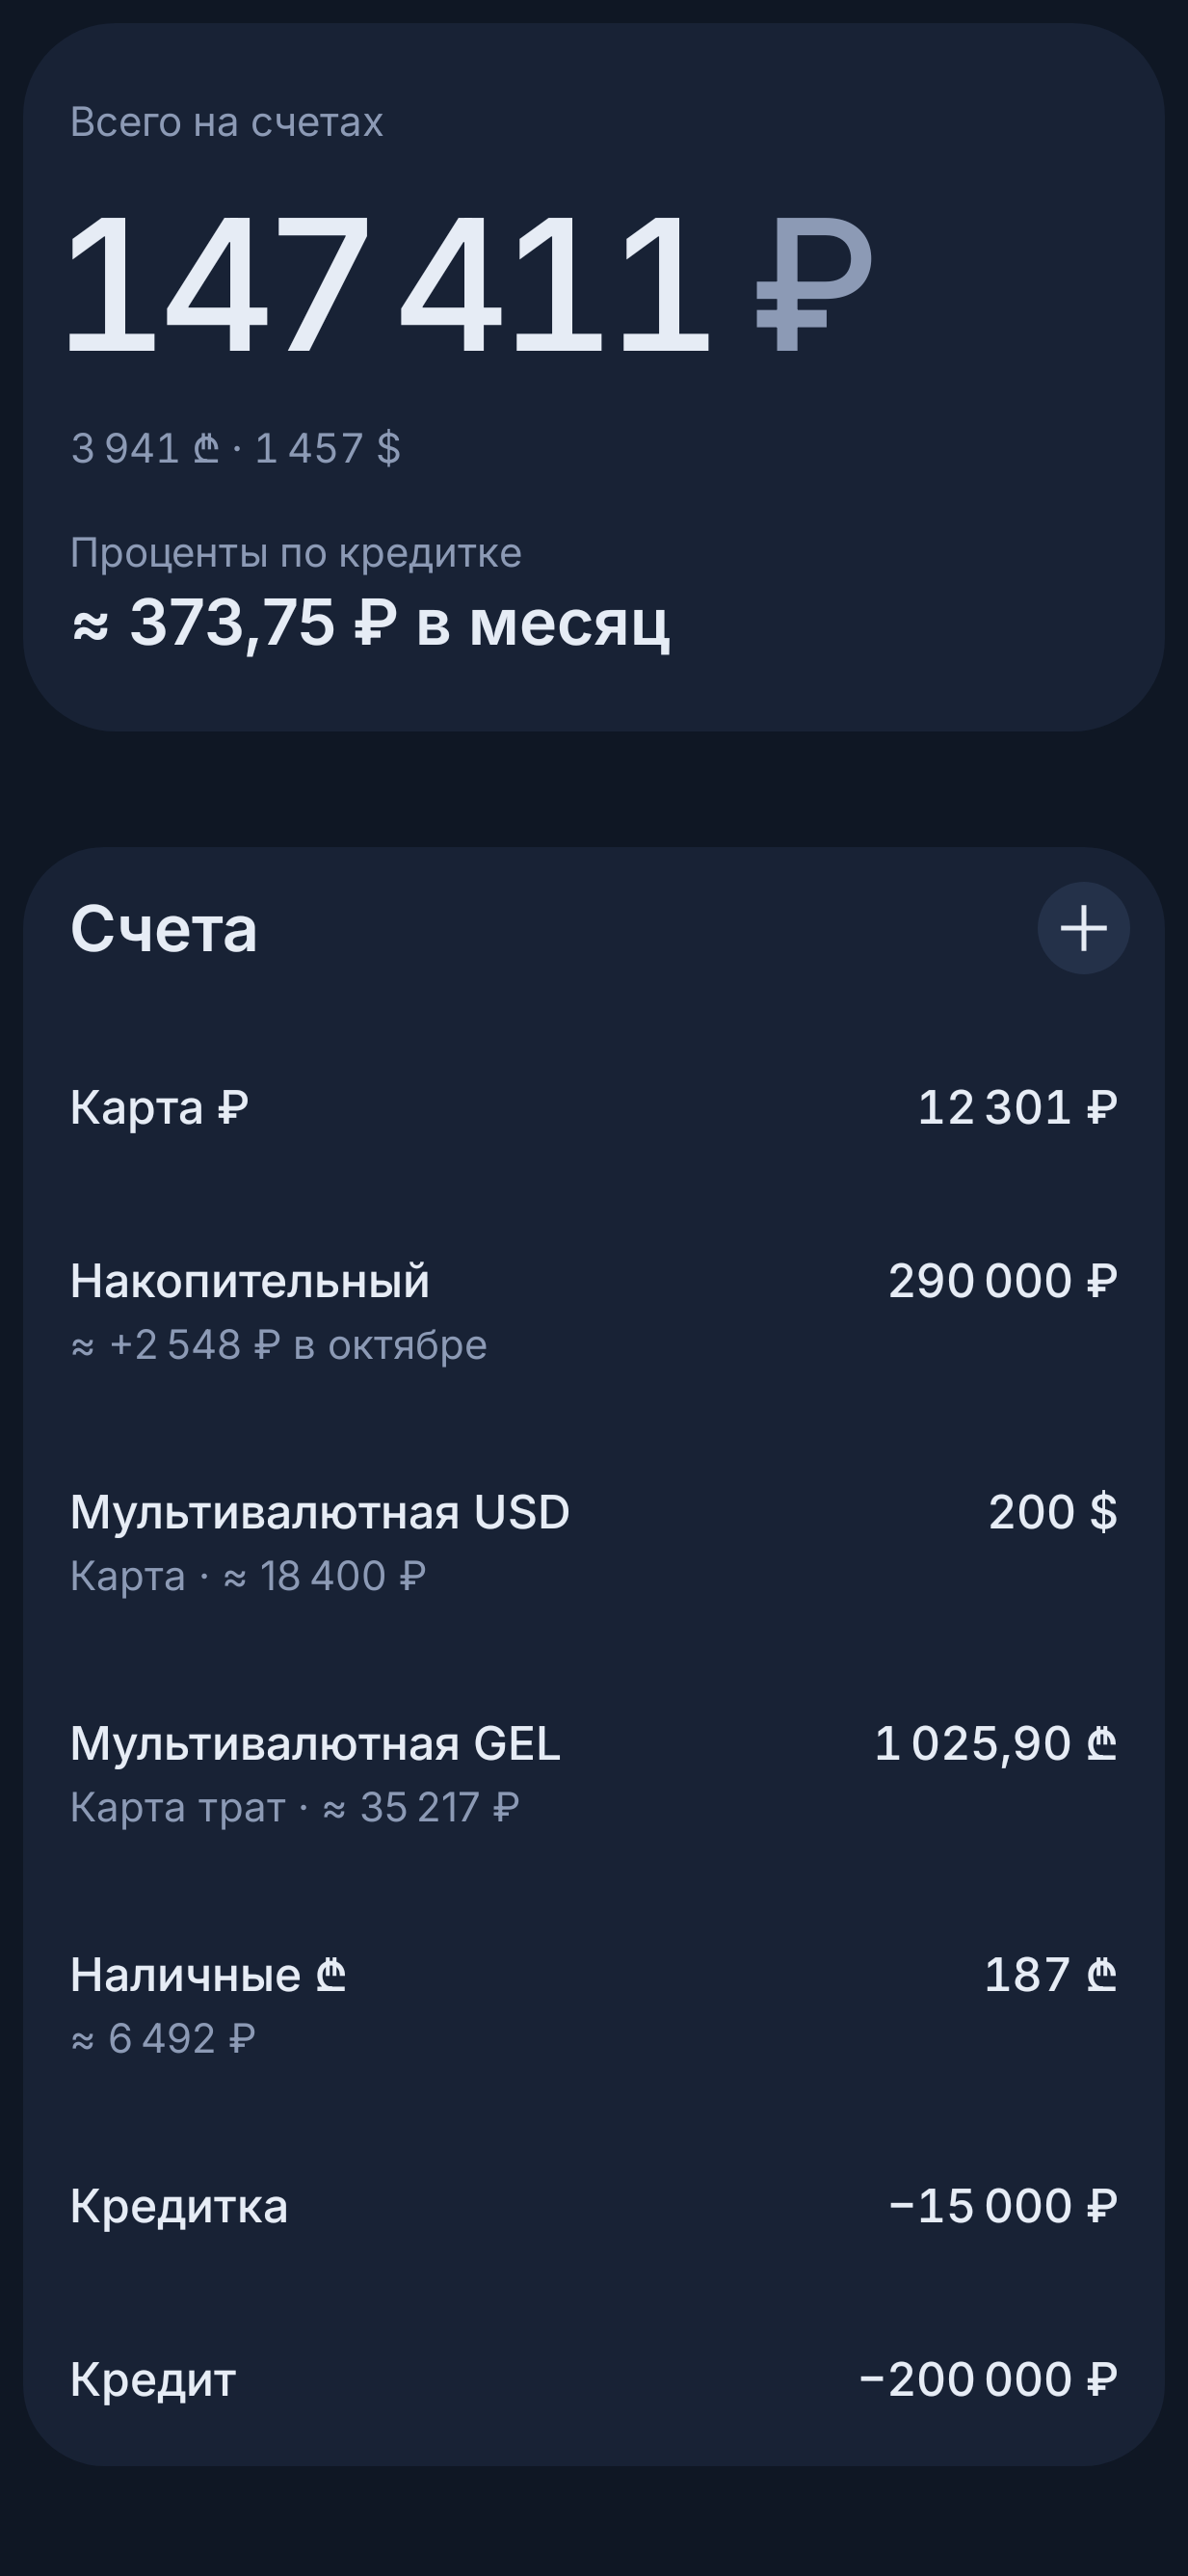 Всего на счетах
147 411 ₽
3 941 ₾ · 1 457 $
Проценты по кредитке
≈ 373,75 ₽ в месяц
Счета
Карта ₽ 12 301 ₽
Накопительный 290 000 ₽
≈ +2 548 ₽ в октябре
Мультивалютная USD 200 $
Карта · ≈ 18 400 ₽
Мультивалютная GEL 1 025,90 ₾
Карта трат · ≈ 35 217 ₽
Наличные ₾ 187 ₾
≈ 6 492 ₽
Кредитка −15 000 ₽
Кредит −200 000 ₽